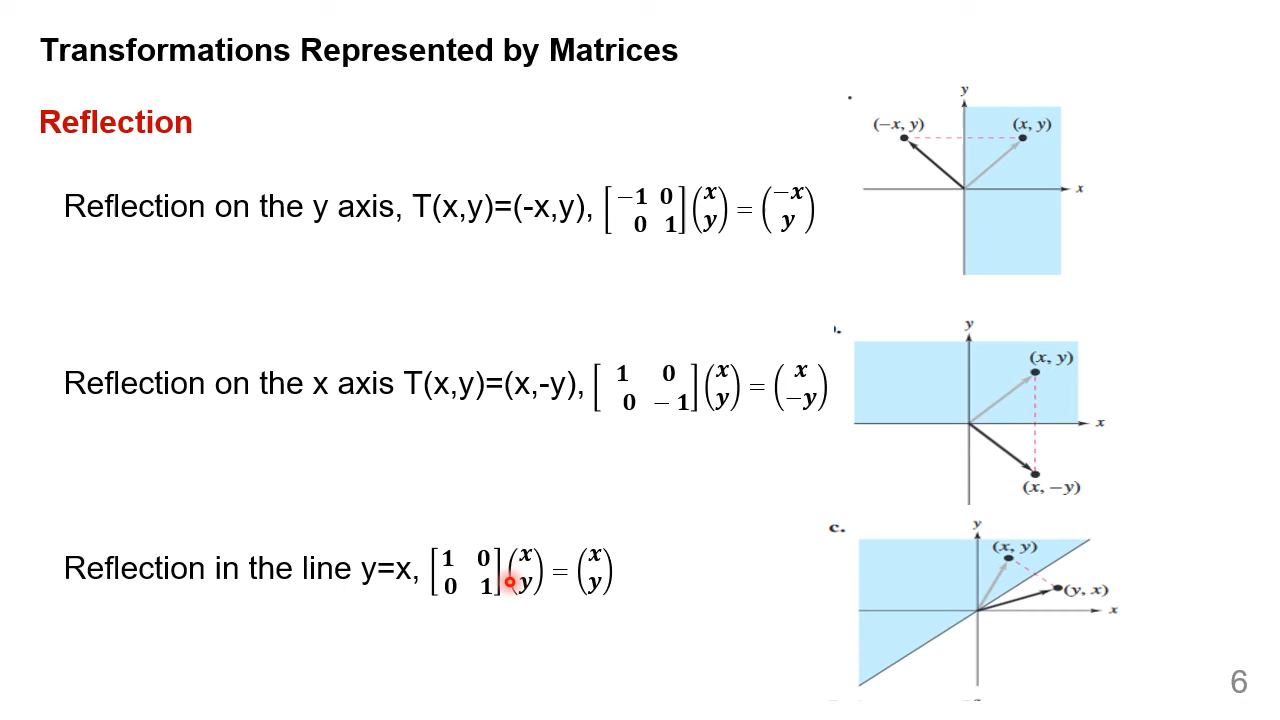 Transformations Represented by Matrices
Reflection
Reflection on the y axis, T(x,y)=(-x,y), [−1 0; 0 1](x; y) = (−x; y)
y
(−x, y) (x, y)
x
Reflection on the x axis T(x,y)=(x,-y), [1 0; 0 −1](x; y) = (x; −y)
y
(x, y)
x
(x, −y)
Reflection in the line y=x, [1 0; 0 1](x; y) = (x; y)
c.
y
(x, y)
(y, x)
x
6